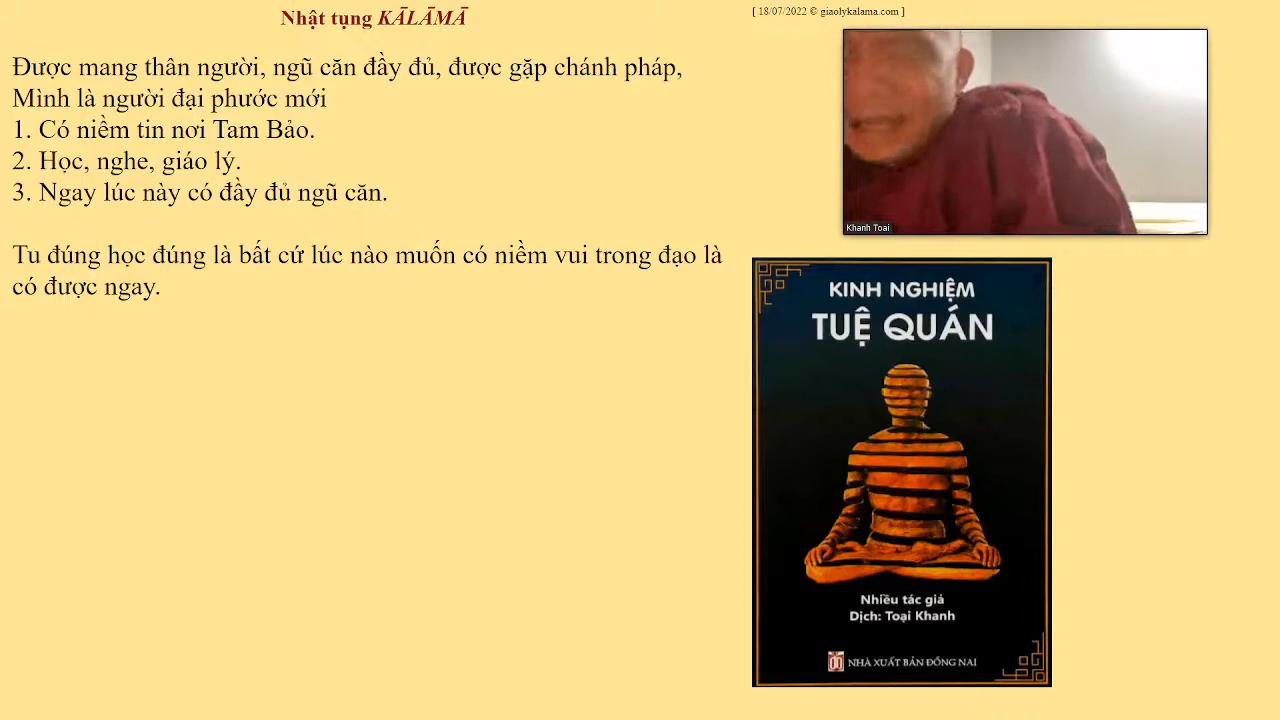 Nhật tụng KĀLĀMĀ
[ 18/07/2022 © giaolykalama.com ]
Được mang thân người, ngũ căn đầy đủ, được gặp chánh pháp,
Mình là người đại phước mới
1. Có niềm tin nơi Tam Bảo.
2. Học, nghe, giáo lý.
3. Ngay lúc này có đầy đủ ngũ căn.
Tu đúng học đúng là bất cứ lúc nào muốn có niềm vui trong đạo là
có được ngay.
Khanh Toai
KINH NGHIỆM
TUỆ QUÁN
Nhiều tác giả
Dịch: Toại Khanh
NHÀ XUẤT BẢN ĐỒNG NAI